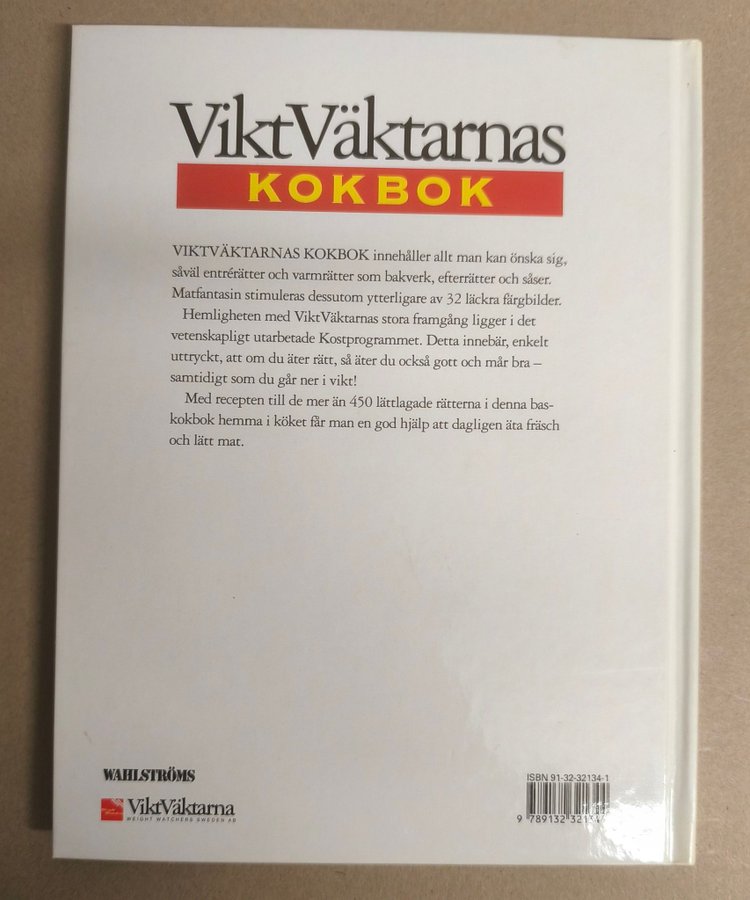 ViktVäktarnas
KOKBOK
VIKTVÄKTARNAS KOKBOK innehåller allt man kan önska sig,
såväl entrérätter och varmrätter som bakverk, efterrätter och såser.
Matfantasin stimuleras dessutom ytterligare av 32 läckra färgbilder.
Hemligheten med ViktVäktarnas stora framgång ligger i det
vetenskapligt utarbetade Kostprogrammet. Detta innebär, enkelt
uttryckt, att om du äter rätt, så äter du också gott och mår bra –
samtidigt som du går ner i vikt!
Med recepten till de mer än 450 lättlagade rätterna i denna bas-
kokbok hemma i köket får man en god hjälp att dagligen äta fräsch
och lätt mat.
WAHLSTRÖMS
ViktVäktarna
WEIGHT WATCHERS SWEDEN AB
ISBN 91-32-32134-1
9 789132 32134